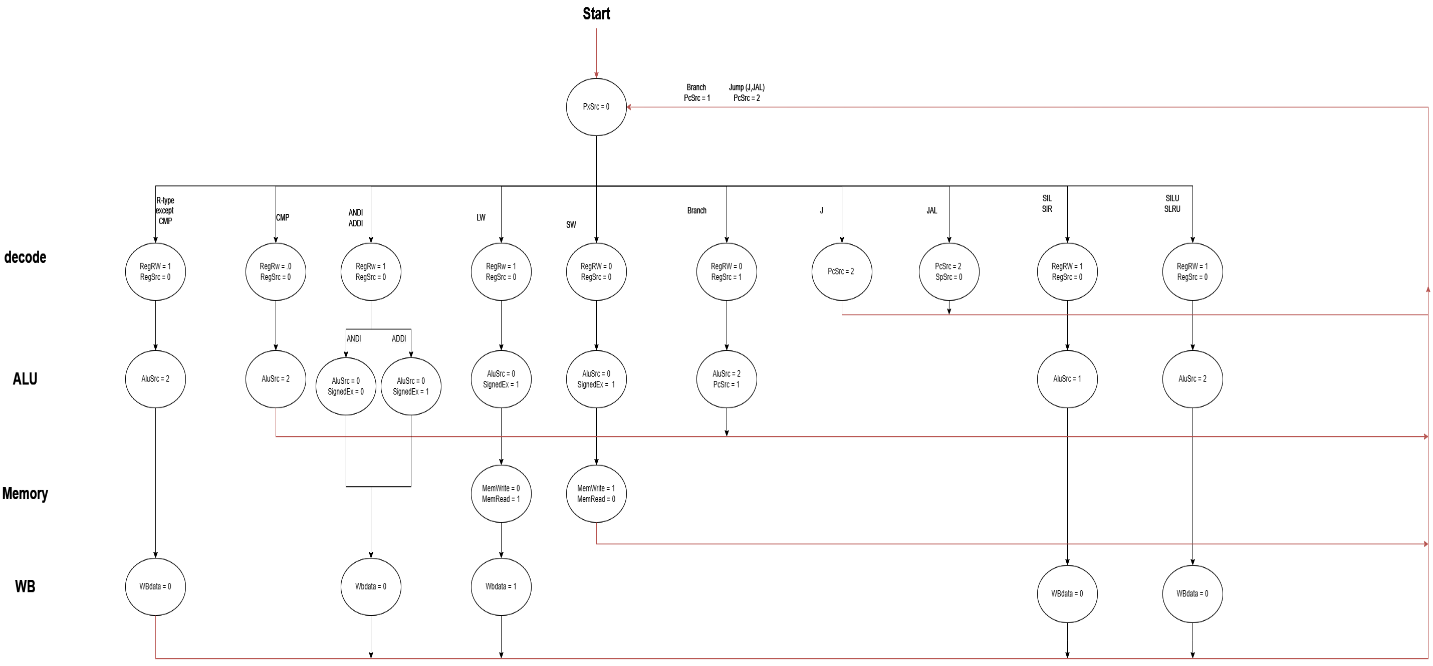 Start
Branch
PcSrc = 1
Jump (J,JAL)
PcSrc = 2
PxSrc = 0
R-type
except
CMP
CMP
ANDI
ADDI
LW
SW
Branch
J
JAL
SIL
SIR
SILU
SLRU
decode
RegRW = 1
RegSrc = 0
RegRw = .0
RegSrc = 0
RegRw = 1
RegSrc = 0
RegRw = 1
RegSrc = 0
RegRW = 0
RegSrc = 0
RegRW = 0
RegSrc = 1
PcSrc = 2
PcSrc = 2
SpSrc = 0
RegRW = 1
RegSrc = 0
RegRW = 1
RegSrc = 0
ANDI
ADDI
ALU
AluSrc = 2
AluSrc = 2
AluSrc = 0
SignedEx = 0
AluSrc = 0
SignedEx = 1
AluSrc = 0
SignedEx = 1
AluSrc = 0
SignedEx = 1
AluSrc = 2
PcSrc = 1
AluSrc = 1
AluSrc = 2
Memory
MemWrite = 0
MemRead = 1
MemWrite = 1
MemRead = 0
WB
WBdata = 0
Wbdata = 0
Wbdata = 1
WBdata = 0
WBdata = 0